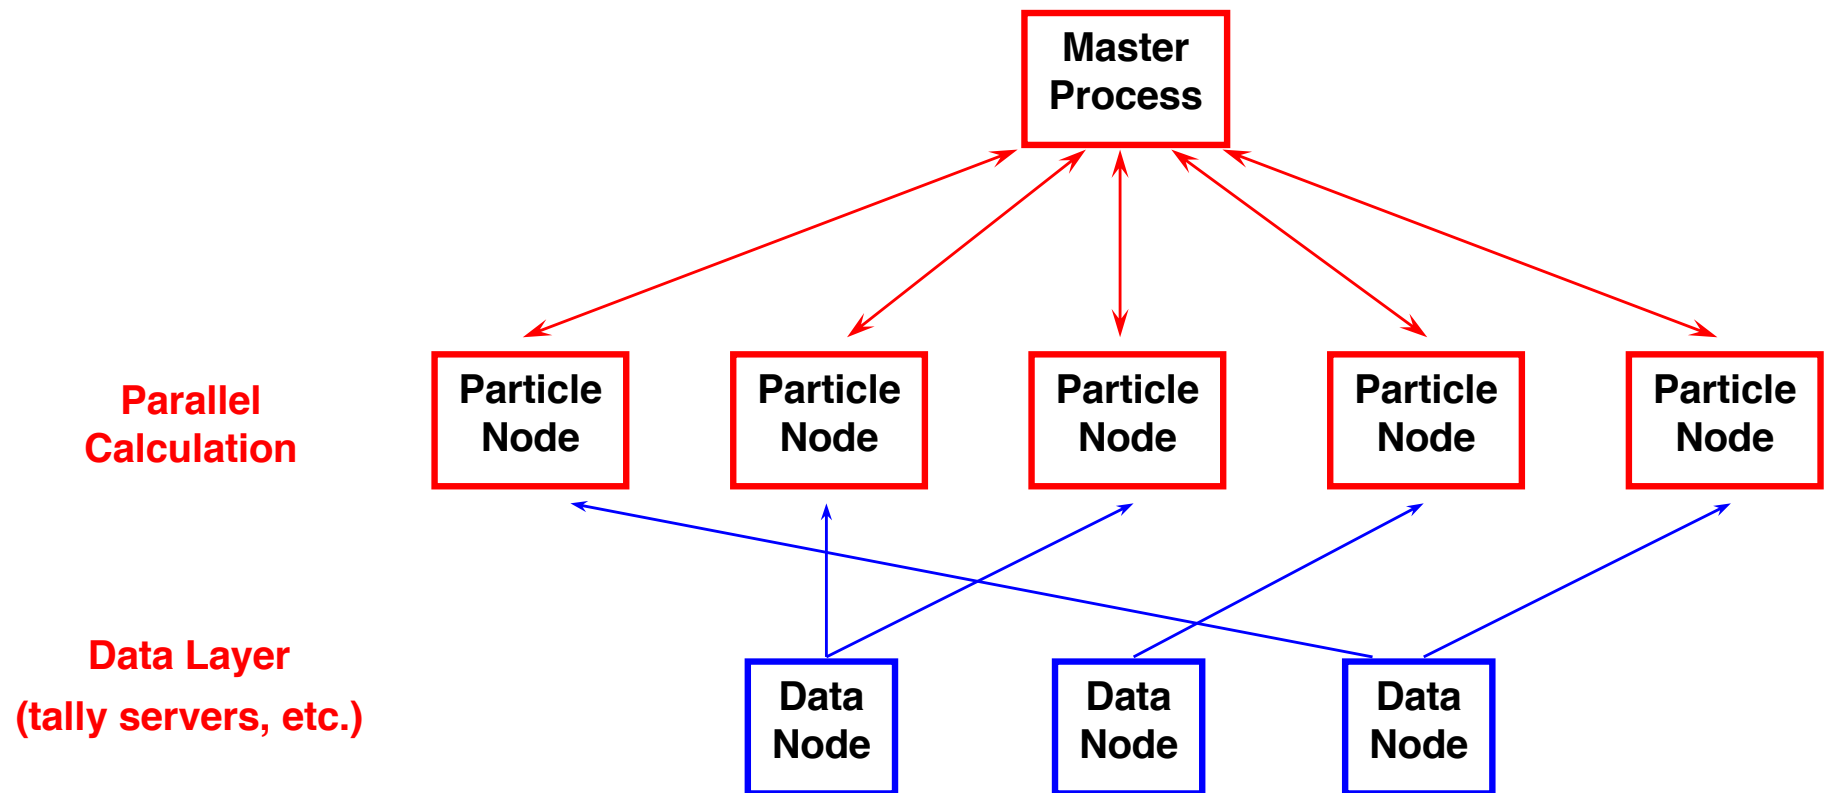 Master
Process
Parallel
Calculation
Particle
Node
Particle
Node
Particle
Node
Particle
Node
Particle
Node
Data Layer
(tally servers, etc.)
Data
Node
Data
Node
Data
Node